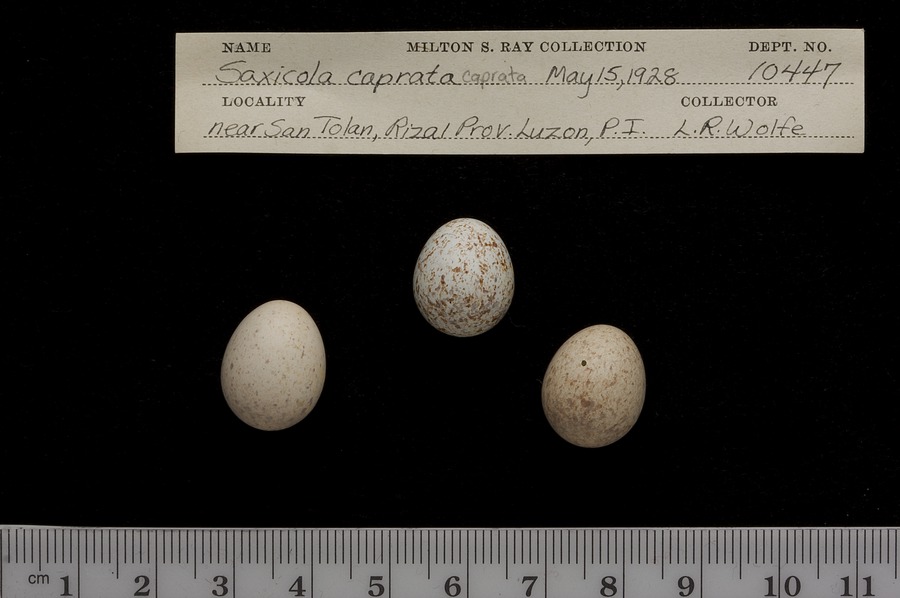 NAME MILTON S. RAY COLLECTION DEPT. NO.
Saxicola caprata caprata May 15, 1928 10447
LOCALITY COLLECTOR
near San Tolan, Rizal Prov. Luzon, P.I. L.R. Wolfe
cm 1 2 3 4 5 6 7 8 9 10 11